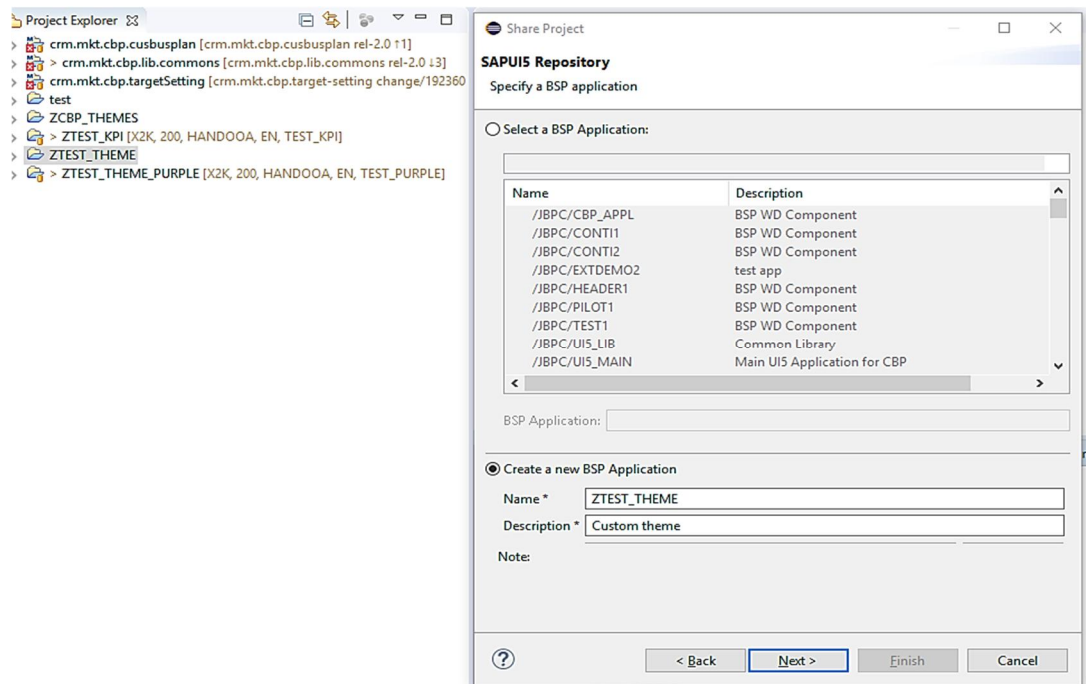 Project Explorer
> crm.mkt.cbp.cusbusplan [crm.mkt.cbp.cusbusplan rel-2.0 ↑1]
> > crm.mkt.cbp.lib.commons [crm.mkt.cbp.lib.commons rel-2.0 ↓3]
> crm.mkt.cbp.targetSetting [crm.mkt.cbp.target-setting change/192360
> test
> ZCBP_THEMES
> > ZTEST_KPI [X2K, 200, HANDOOA, EN, TEST_KPI]
> ZTEST_THEME
> > ZTEST_THEME_PURPLE [X2K, 200, HANDOOA, EN, TEST_PURPLE]
Share Project
SAPUI5 Repository
Specify a BSP application
Select a BSP Application:
Name Description
/JBPC/CBP_APPL BSP WD Component
/JBPC/CONTI1 BSP WD Component
/JBPC/CONTI2 BSP WD Component
/JBPC/EXTDEMO2 test app
/JBPC/HEADER1 BSP WD Component
/JBPC/PILOT1 BSP WD Component
/JBPC/TEST1 BSP WD Component
/JBPC/UI5_LIB Common Library
/JBPC/UI5_MAIN Main UI5 Application for CBP
BSP Application:
Create a new BSP Application
Name * ZTEST_THEME
Description * Custom theme
Note:
? < Back Next > Finish Cancel